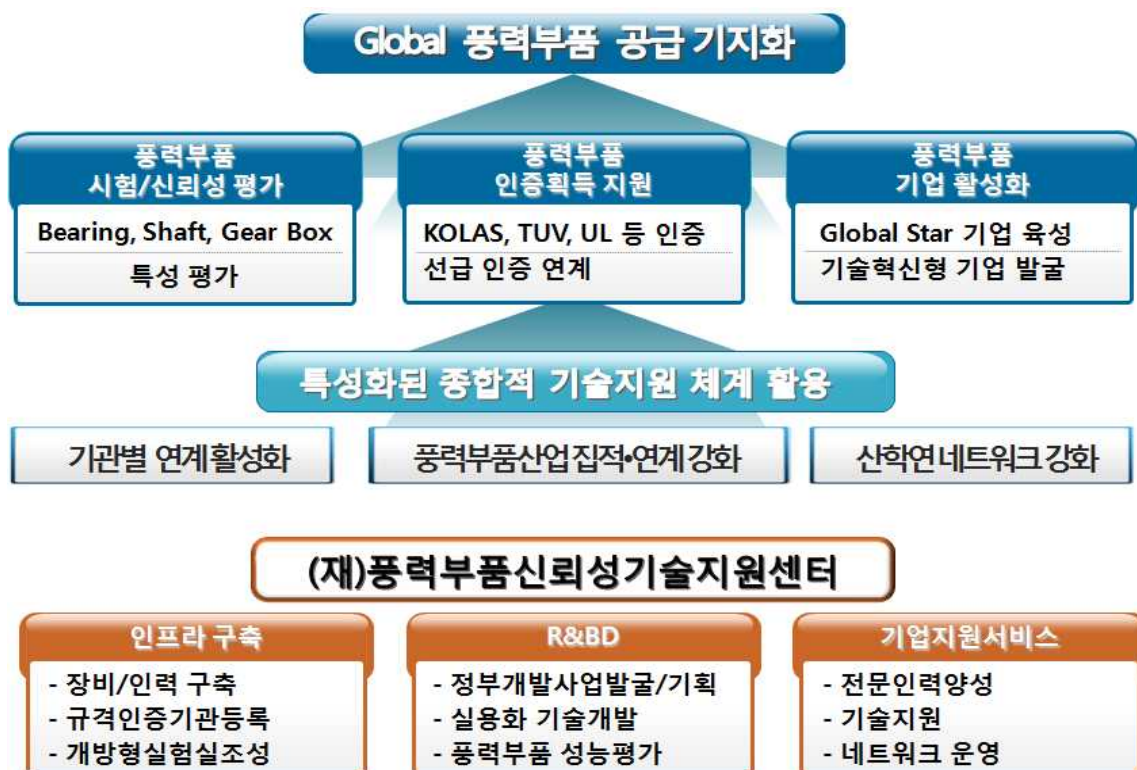 Global 풍력부품 공급 기지화
풍력부품
시험/신뢰성 평가
Bearing, Shaft, Gear Box
특성 평가
풍력부품
인증획득 지원
KOLAS, TUV, UL 등 인증
선급 인증 연계
풍력부품
기업 활성화
Global Star 기업 육성
기술혁신형 기업 발굴
특성화된 종합적 기술지원 체계 활용
기관별 연계활성화
풍력부품산업 집적•연계 강화
산학연 네트워크 강화
(재)풍력부품신뢰성기술지원센터
인프라 구축
- 장비/인력 구축
- 규격인증기관등록
- 개방형실험실조성
R&BD
- 정부개발사업발굴/기획
- 실용화 기술개발
- 풍력부품 성능평가
기업지원서비스
- 전문인력양성
- 기술지원
- 네트워크 운영